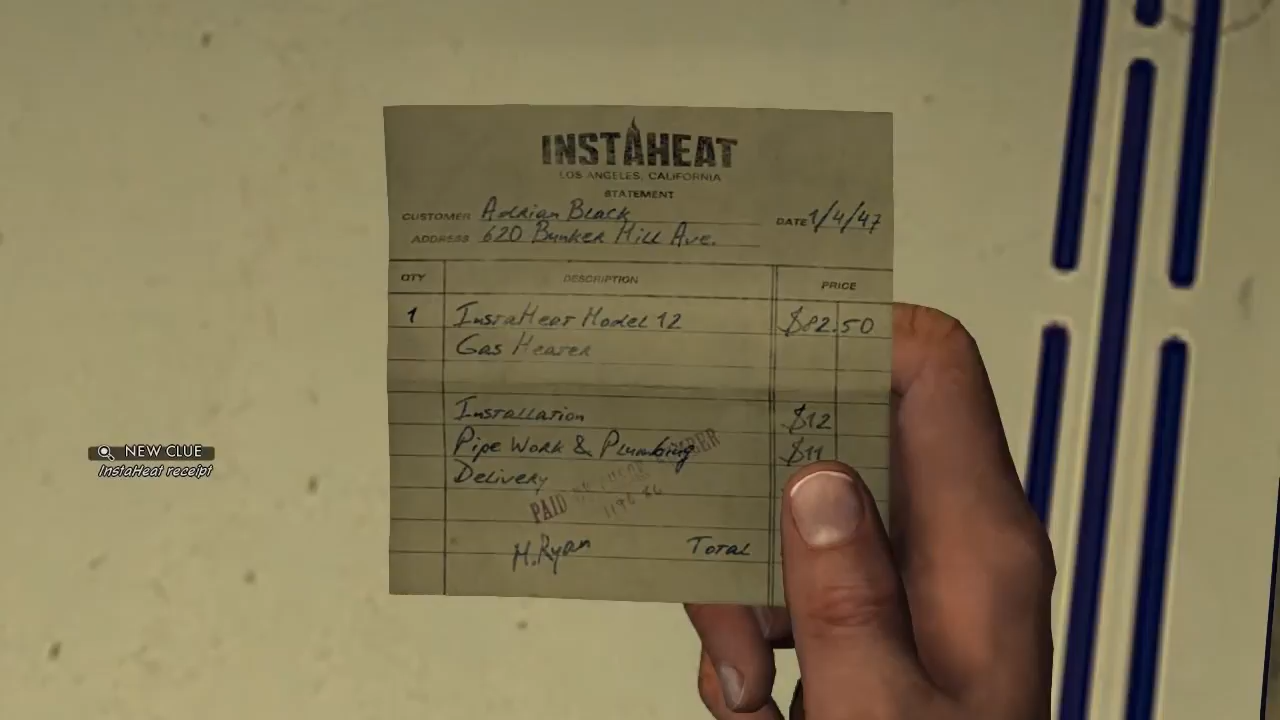 INSTAHEAT
LOS ANGELES, CALIFORNIA
STATEMENT
CUSTOMER Adrian Black DATE 1/4/47
ADDRESS 620 Bunker Hill Ave.
QTY DESCRIPTION PRICE
1 InstaHeat Model 12 $82.50
Gas Heater
Installation $12
Pipe Work & Plumbing $11
Delivery
PAID
H.Ryan Total
NEW CLUE
InstaHeat receipt